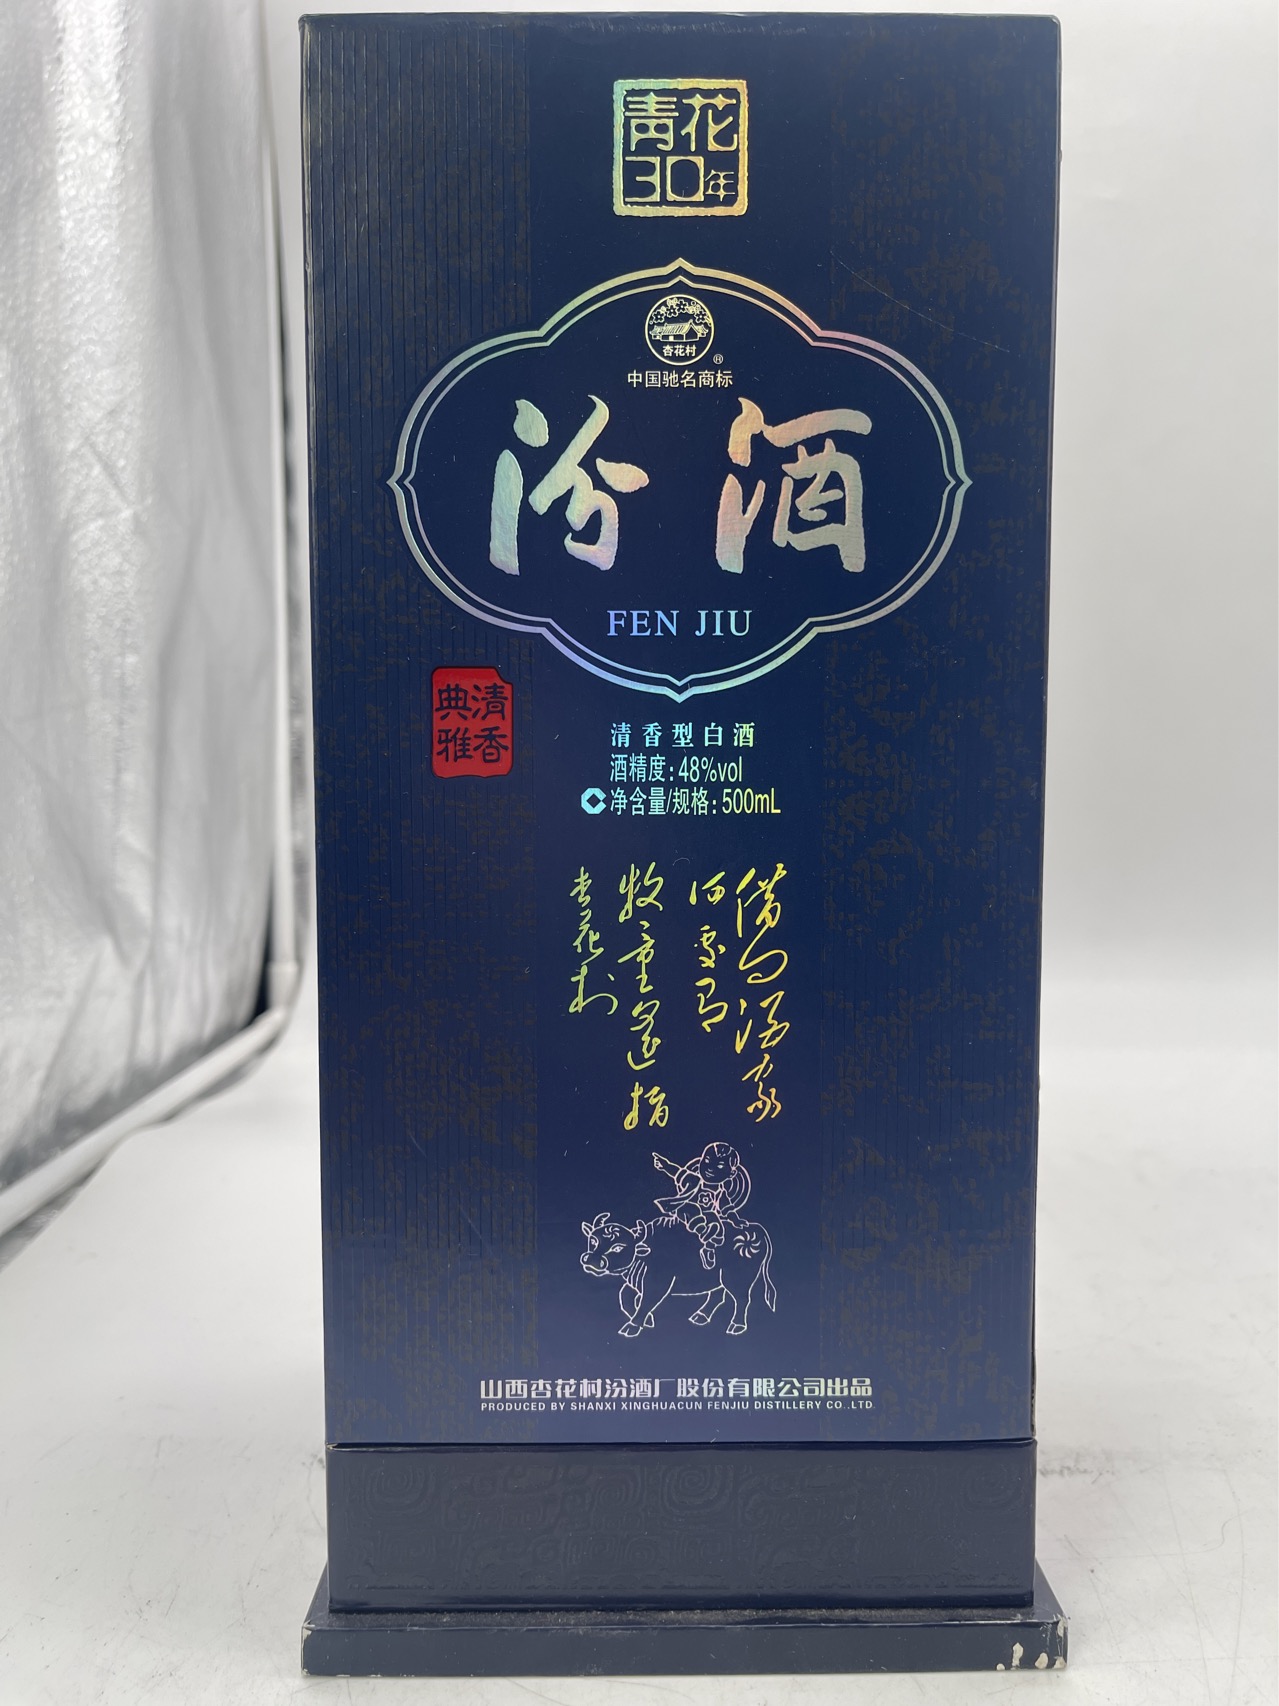 青花
30年
杏花村
®
中国驰名商标
汾酒
FEN JIU
清香
典雅
清香型白酒
酒精度:48%vol
净含量/规格:500mL
借问酒家
何处有
牧童遥指
杏花村
山西杏花村汾酒厂股份有限公司出品
PRODUCED BY SHANXI XINGHUACUN FENJIU DISTILLERY CO.,LTD.